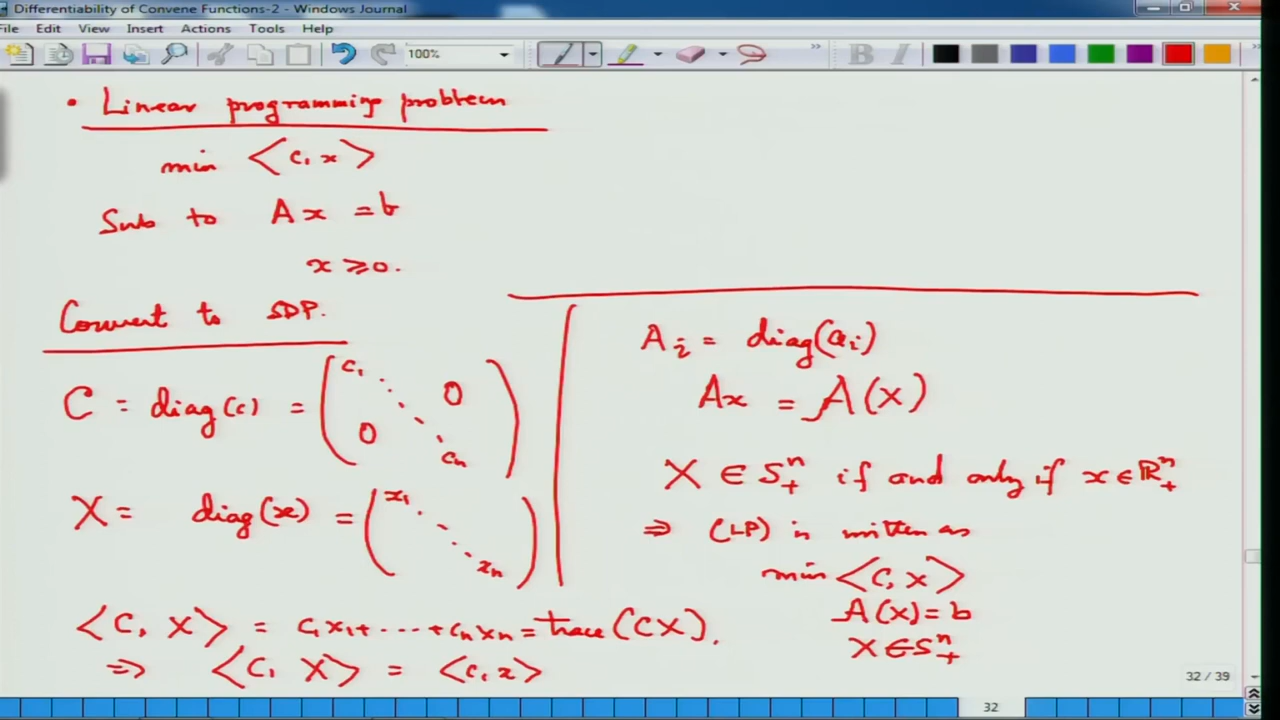 Differentiability of Convene Functions-2 - Windows Journal
File Edit View Insert Actions Tools Help
100%
• Linear programming problem
min <c, x>
Sub to Ax = b
x ≥ 0.
Convert to SDP.
C = diag(c) = ( c₁ ⋱ cₙ 0 0 )
X = diag(x) = ( x₁ ⋱ xₙ )
<C, X> = c₁x₁ + ··· + cₙxₙ = trace(CX).
⇒ <C, X> = <c, x>
Aᵢ = diag(aᵢ)
Ax = 𝒜(X)
X ∈ S₊ⁿ if and only if x ∈ ℝ₊ⁿ
⇒ (LP) is written as
min <C, X>
𝒜(X) = b
X ∈ S₊ⁿ
32 / 39
32